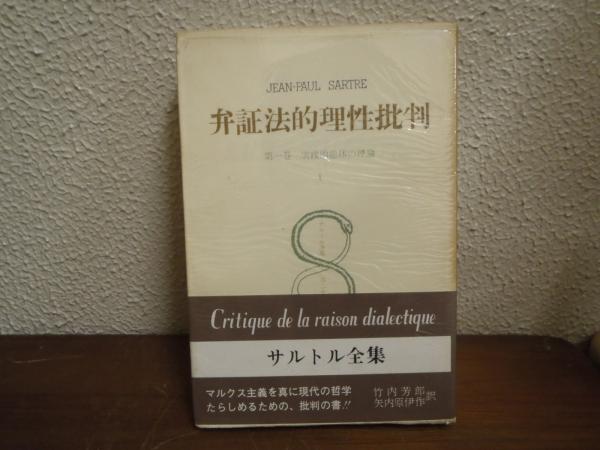 JEAN-PAUL SARTRE
弁証法的理性批判
第一巻 実践的総体の理論
I
Critique de la raison dialectique
サルトル全集
マルクス主義を真に現代の哲学
たらしめるための、批判の書!!
竹内芳郎
矢内原伊作
訳